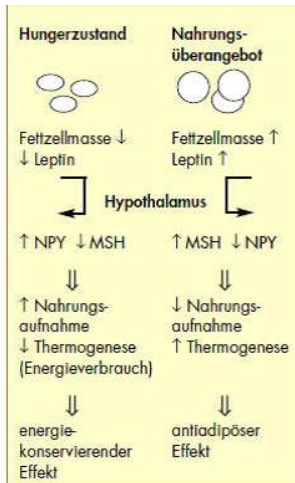 Hungerzustand
Fettzellmasse ↓
↓ Leptin
Nahrungs-
überangebot
Fettzellmasse ↑
Leptin ↑
Hypothalamus
↑ NPY ↓ MSH
⇓
↑ Nahrungs-
aufnahme
↓ Thermogenese
(Energieverbrauch)
⇓
energie-
konservierender
Effekt
↑ MSH ↓ NPY
⇓
↓ Nahrungs-
aufnahme
↑ Thermogenese
⇓
antiadipöser
Effekt